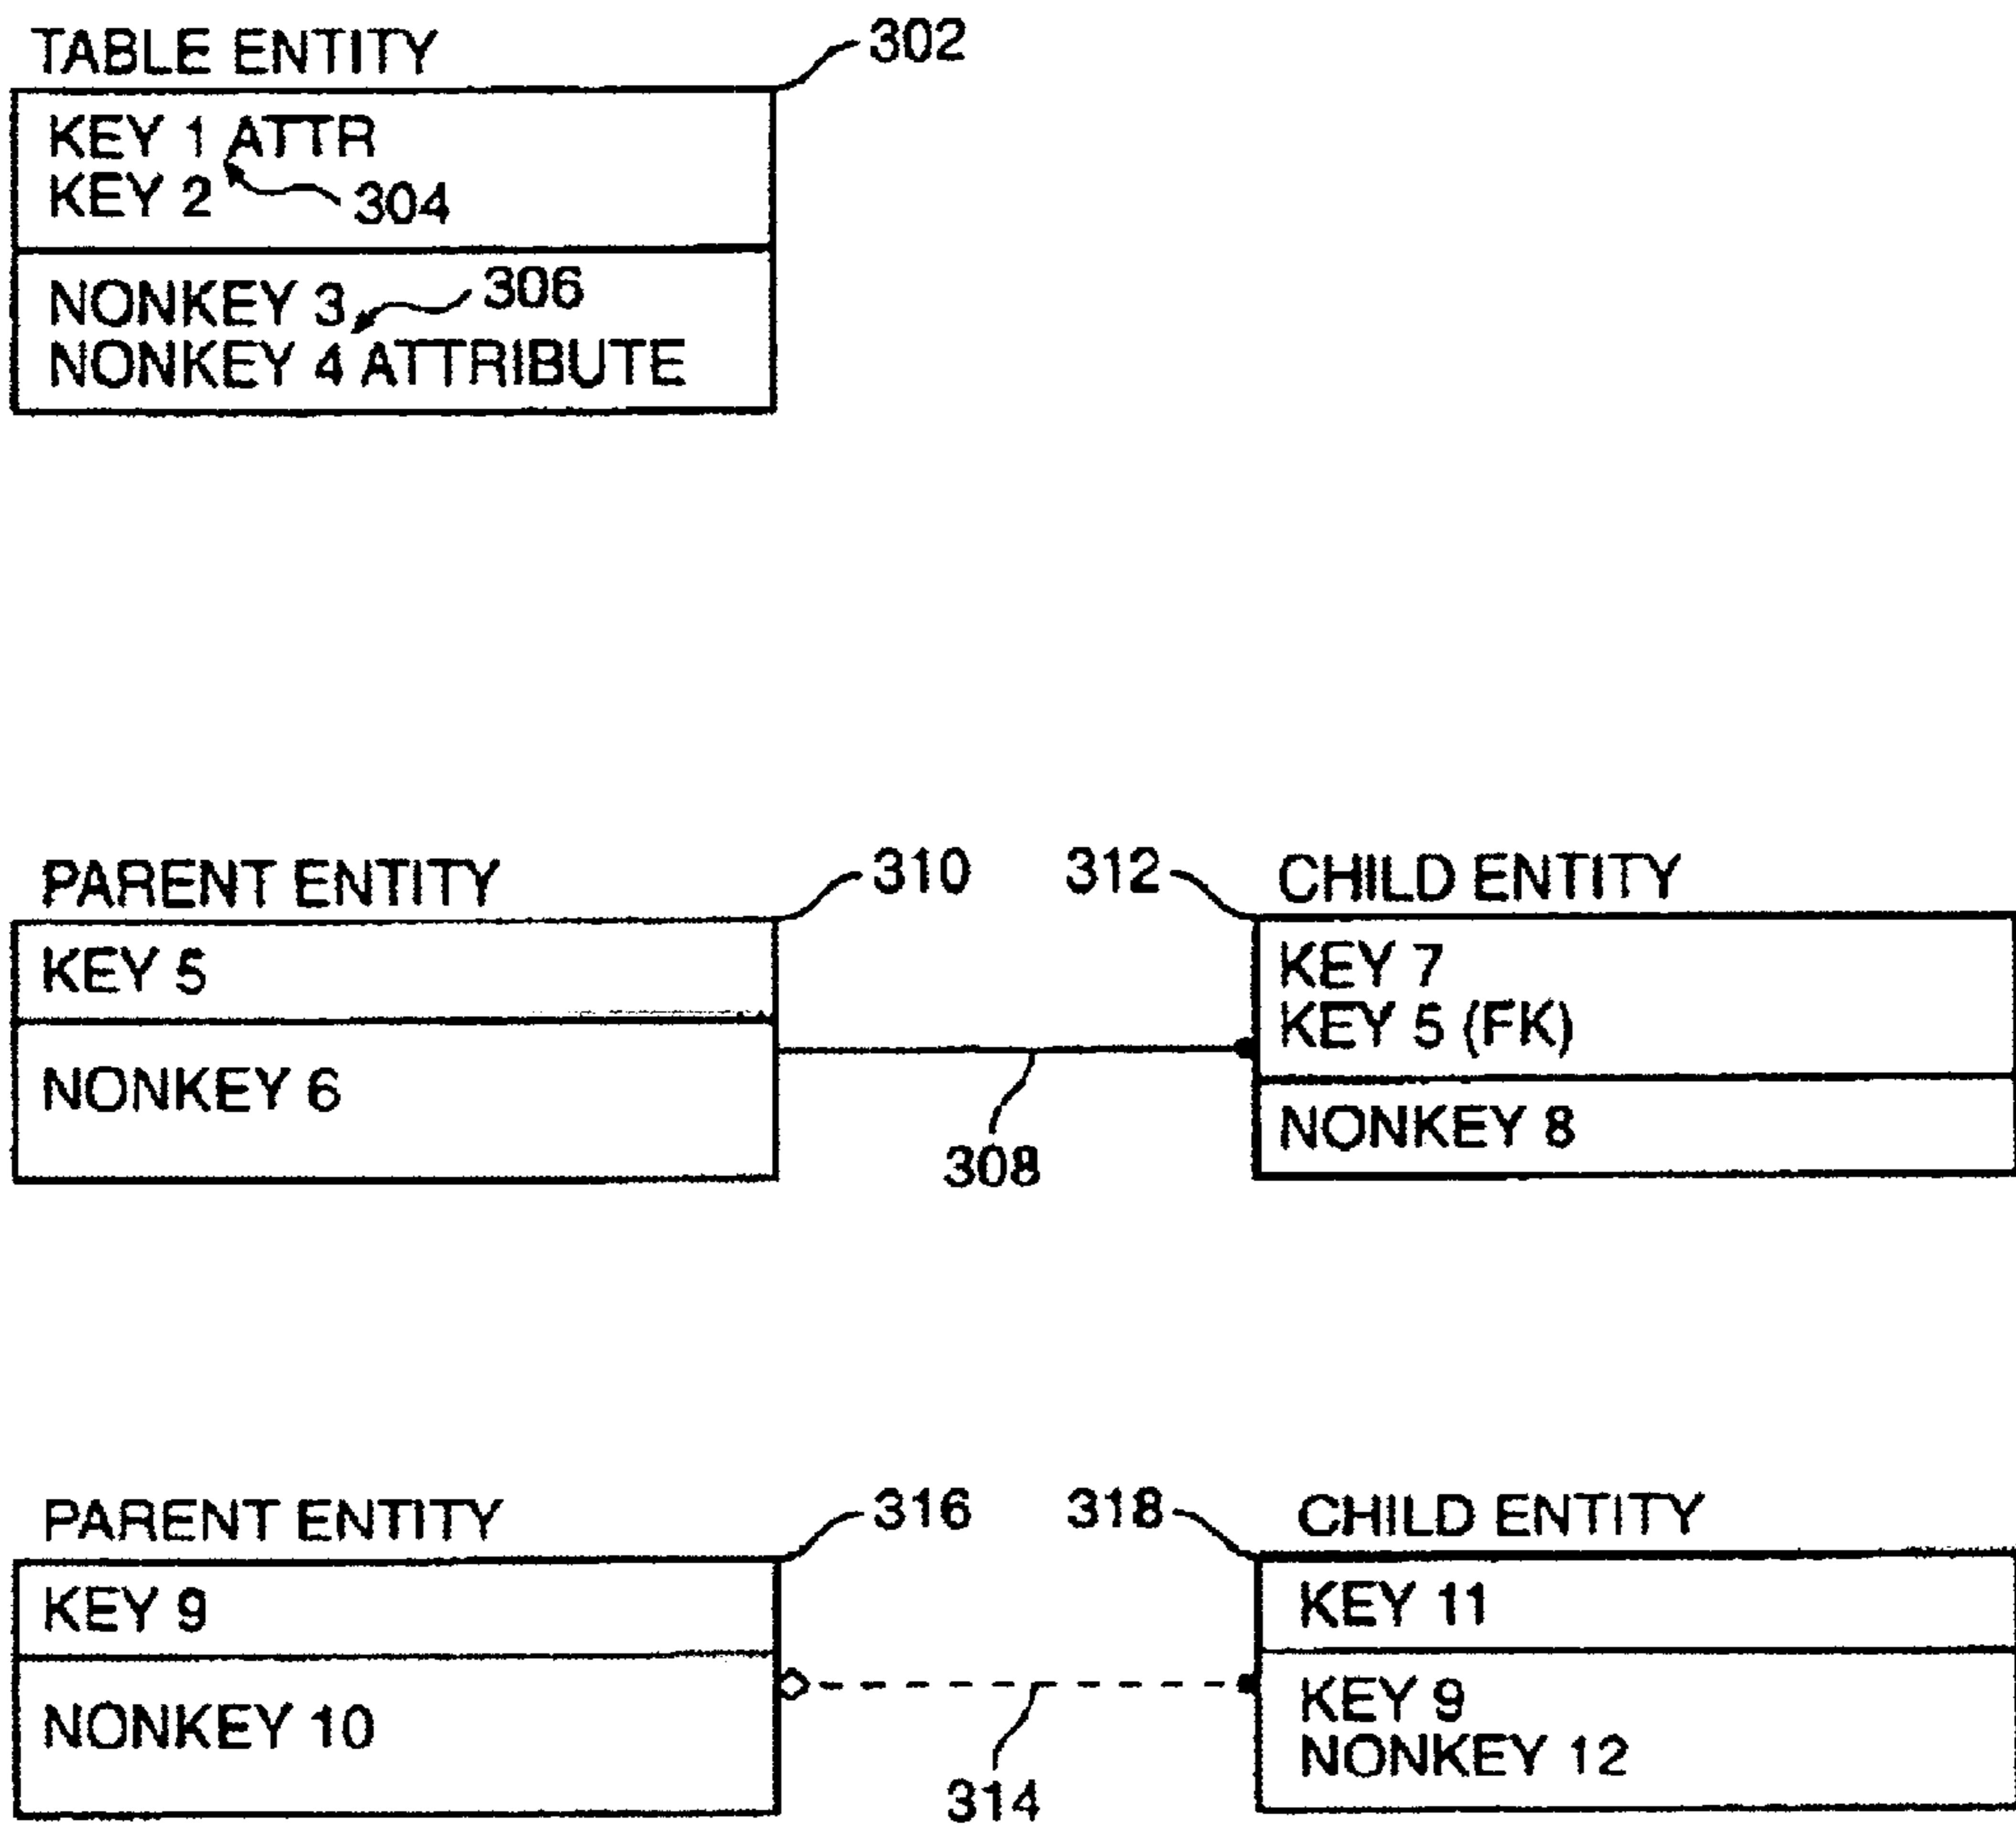 TABLE ENTITY
302
KEY 1 ATTR
KEY 2
304
NONKEY 3
306
NONKEY 4 ATTRIBUTE
PARENT ENTITY
310
312
CHILD ENTITY
KEY 5
NONKEY 6
308
KEY 7
KEY 5 (FK)
NONKEY 8
PARENT ENTITY
316
318
CHILD ENTITY
KEY 9
NONKEY 10
314
KEY 11
KEY 9
NONKEY 12